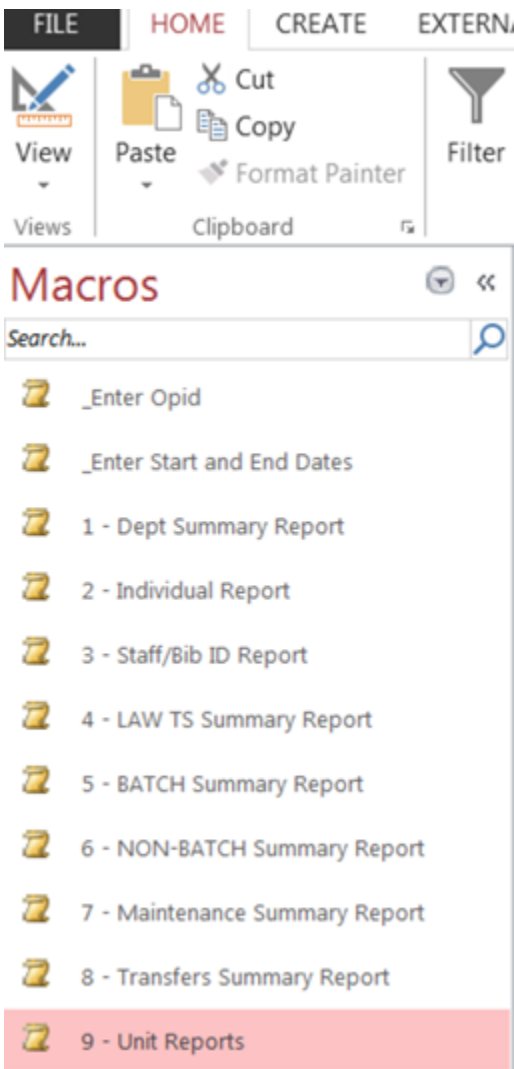 FILE HOME CREATE
Cut
Copy
View Paste Format Painter Filter
Views Clipboard
Macros
Search...
_Enter Opid
_Enter Start and End Dates
1 - Dept Summary Report
2 - Individual Report
3 - Staff/Bib ID Report
4 - LAW TS Summary Report
5 - BATCH Summary Report
6 - NON-BATCH Summary Report
7 - Maintenance Summary Report
8 - Transfers Summary Report
9 - Unit Reports